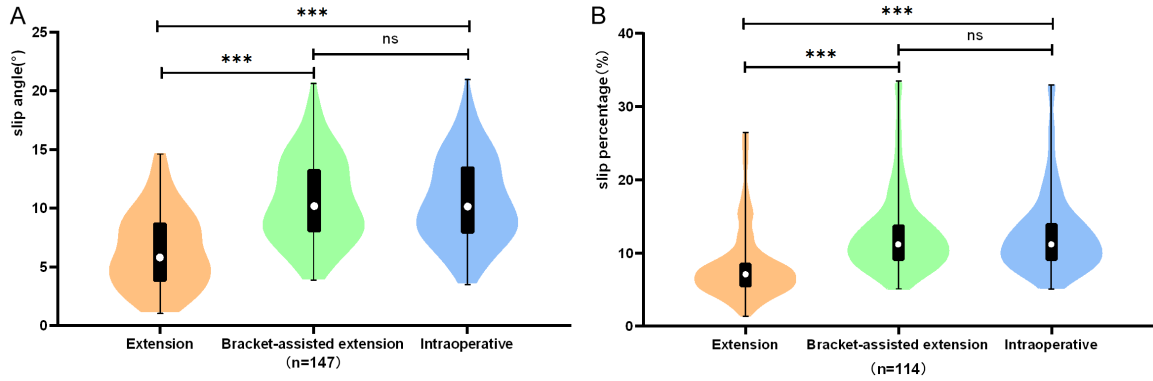 A
***
ns
***
slip angle(°)
25
20
15
10
5
0
Extension
Bracket-assisted extension
Intraoperative
(n=147)
B
***
ns
***
slip percentage (%)
40
30
20
10
0
Extension
Bracket-assisted extension
Intraoperative
(n=114)